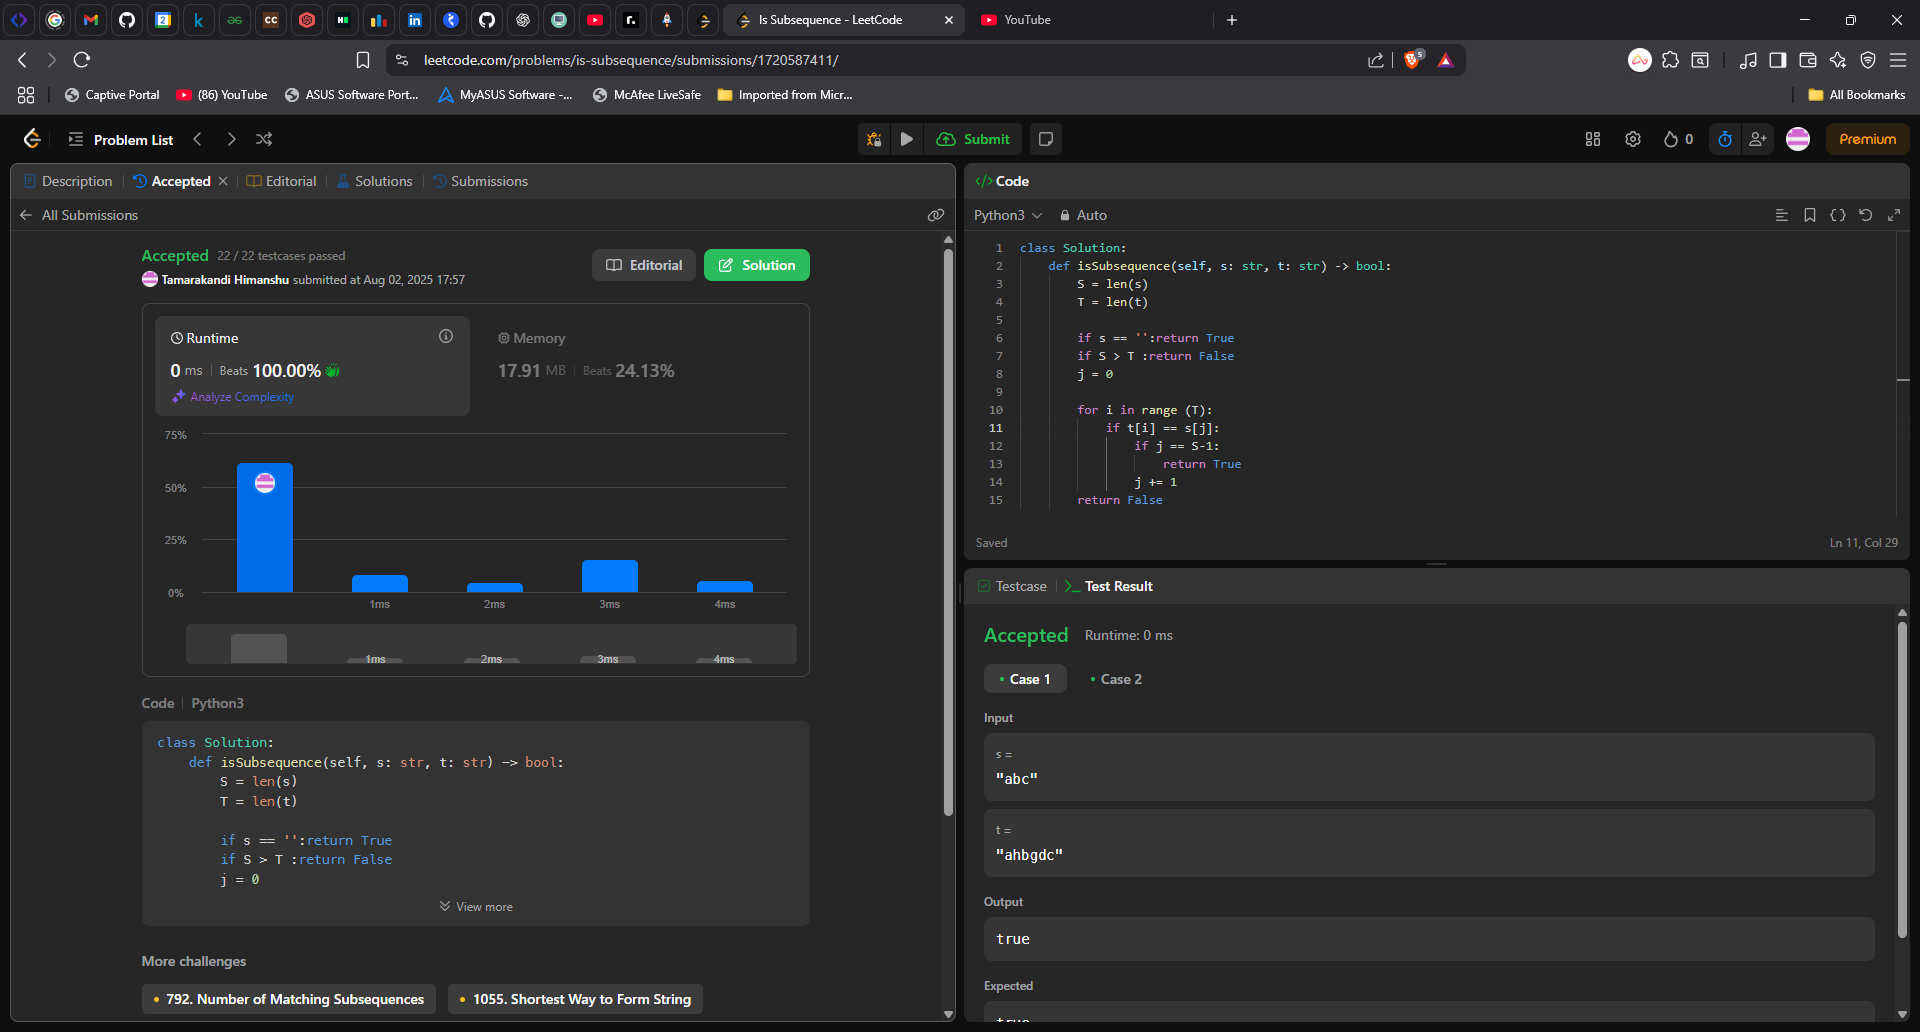 Is Subsequence - LeetCode
YouTube
leetcode.com/problems/is-subsequence/submissions/1720587411/
5
Captive Portal
(86) YouTube
ASUS Software Port...
MyASUS Software -...
McAfee LiveSafe
Imported from Micr...
All Bookmarks
Problem List
Submit
0
Premium
Description
Accepted
Editorial
Solutions
Submissions
All Submissions
Accepted 22 / 22 testcases passed
Tamarakandi Himanshu submitted at Aug 02, 2025 17:57
Editorial
Solution
Runtime
0 ms Beats 100.00%
Analyze Complexity
Memory
17.91 MB Beats 24.13%
75%
50%
25%
0%
1ms 2ms 3ms 4ms
1ms 2ms 3ms 4ms
Code Python3
class Solution:
    def isSubsequence(self, s: str, t: str) -> bool:
        S = len(s)
        T = len(t)
        if s == '':return True
        if S > T :return False
        j = 0
View more
More challenges
792. Number of Matching Subsequences
1055. Shortest Way to Form String
</> Code
Python3 Auto
1 class Solution:
2     def isSubsequence(self, s: str, t: str) -> bool:
3         S = len(s)
4         T = len(t)
5
6         if s == '':return True
7         if S > T :return False
8         j = 0
9
10         for i in range (T):
11             if t[i] == s[j]:
12                 if j == S-1:
13                     return True
14                 j += 1
15         return False
Saved
Ln 11, Col 29
Testcase
>_ Test Result
Accepted Runtime: 0 ms
Case 1
Case 2
Input
s =
"abc"
t =
"ahbgdc"
Output
true
Expected
true